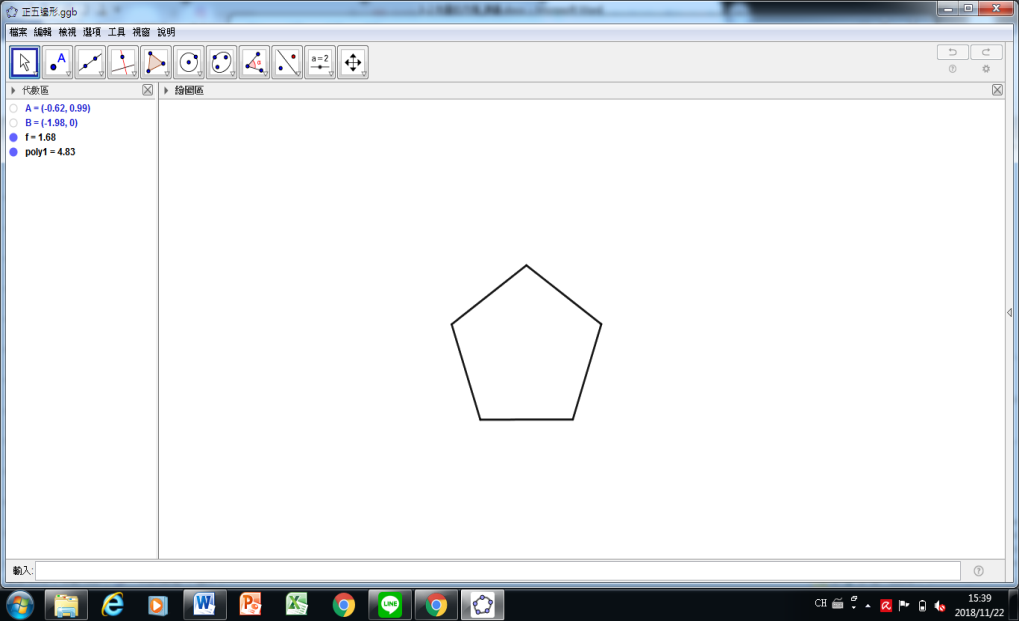 正五邊形.ggb
檔案 編輯 檢視 選項 工具 視窗 說明
A
α
a=2
代數區
繪圖區
A = (-0.62, 0.99)
B = (-1.98, 0)
f = 1.68
poly1 = 4.83
輸入:
W
LINE
CH
15:39
2018/11/22